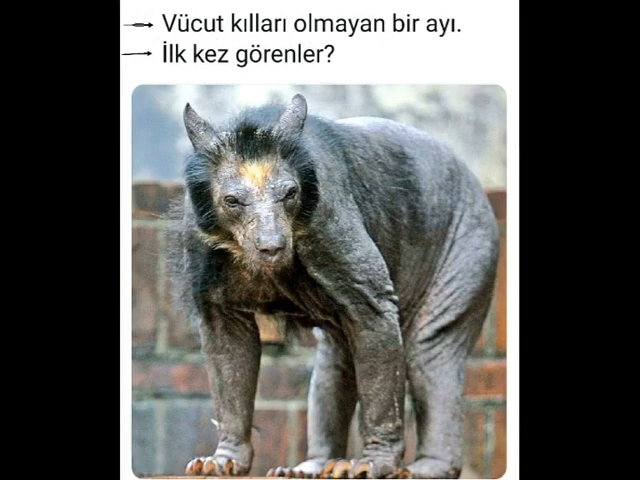 Vücut kılları olmayan bir ayı.
İlk kez görenler?